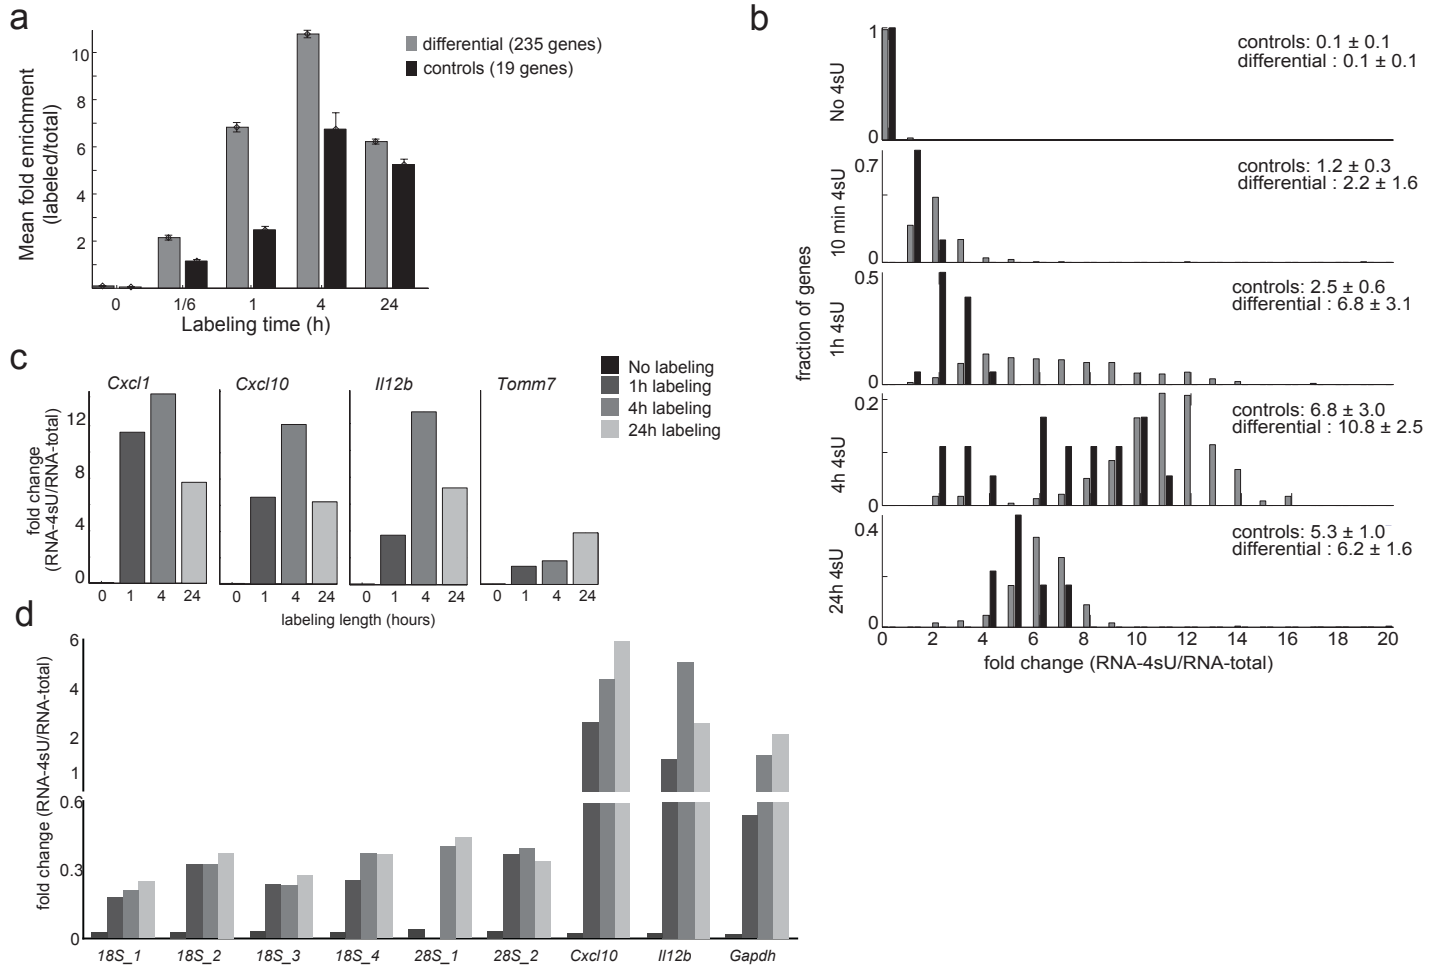 a
Mean fold enrichment
(labeled/total)
10
8
6
4
2
0 1/6 1 4 24
Labeling time (h)
differential (235 genes)
controls (19 genes)
b
fraction of genes
No 4sU
1
0
controls: 0.1 ± 0.1
differential : 0.1 ± 0.1
10 min 4sU
0.7
0
controls: 1.2 ± 0.3
differential : 2.2 ± 1.6
1h 4sU
0.5
0
controls: 2.5 ± 0.6
differential : 6.8 ± 3.1
4h 4sU
0.2
0
controls: 6.8 ± 3.0
differential : 10.8 ± 2.5
24h 4sU
0.4
0
controls: 5.3 ± 1.0
differential : 6.2 ± 1.6
0 2 4 6 8 10 12 14 16 18 20
fold change (RNA-4sU/RNA-total)
c
fold change
(RNA-4sU/RNA-total)
Cxcl1 Cxcl10 Il12b Tomm7
12
8
4
0
0 1 4 24 0 1 4 24 0 1 4 24 0 1 4 24
labeling length (hours)
No labeling
1h labeling
4h labeling
24h labeling
d
fold change (RNA-4sU/RNA-total)
6
4
2
1
0.6
0.3
0
18S_1 18S_2 18S_3 18S_4 28S_1 28S_2 Cxcl10 Il12b Gapdh